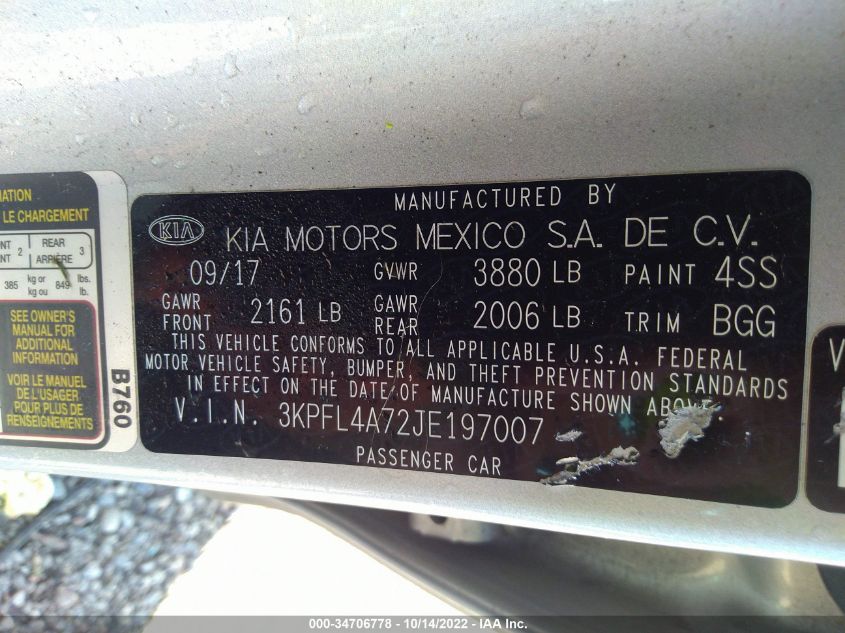 MANUFACTURED BY
KIA KIA MOTORS MEXICO S.A. DE C.V.
09/17 GVWR 3880 LB PAINT 4SS
GAWR FRONT 2161 LB GAWR REAR 2006 LB TRIM BGG
THIS VEHICLE CONFORMS TO ALL APPLICABLE U.S.A. FEDERAL
MOTOR VEHICLE SAFETY, BUMPER, AND THEFT PREVENTION STANDARDS
IN EFFECT ON THE DATE OF MANUFACTURE SHOWN ABOVE.
V.I.N. 3KPFL4A72JE197007
PASSENGER CAR
LE CHARGEMENT
2 REAR 3
ARRIÈRE
385 kg or 849 lbs.
kg ou lb.
SEE OWNER'S
MANUAL FOR
ADDITIONAL
INFORMATION
VOIR LE MANUEL
DE L'USAGER
POUR PLUS DE
RENSEIGNEMENTS
B760
000-34706778 - 10/14/2022 - IAA Inc.